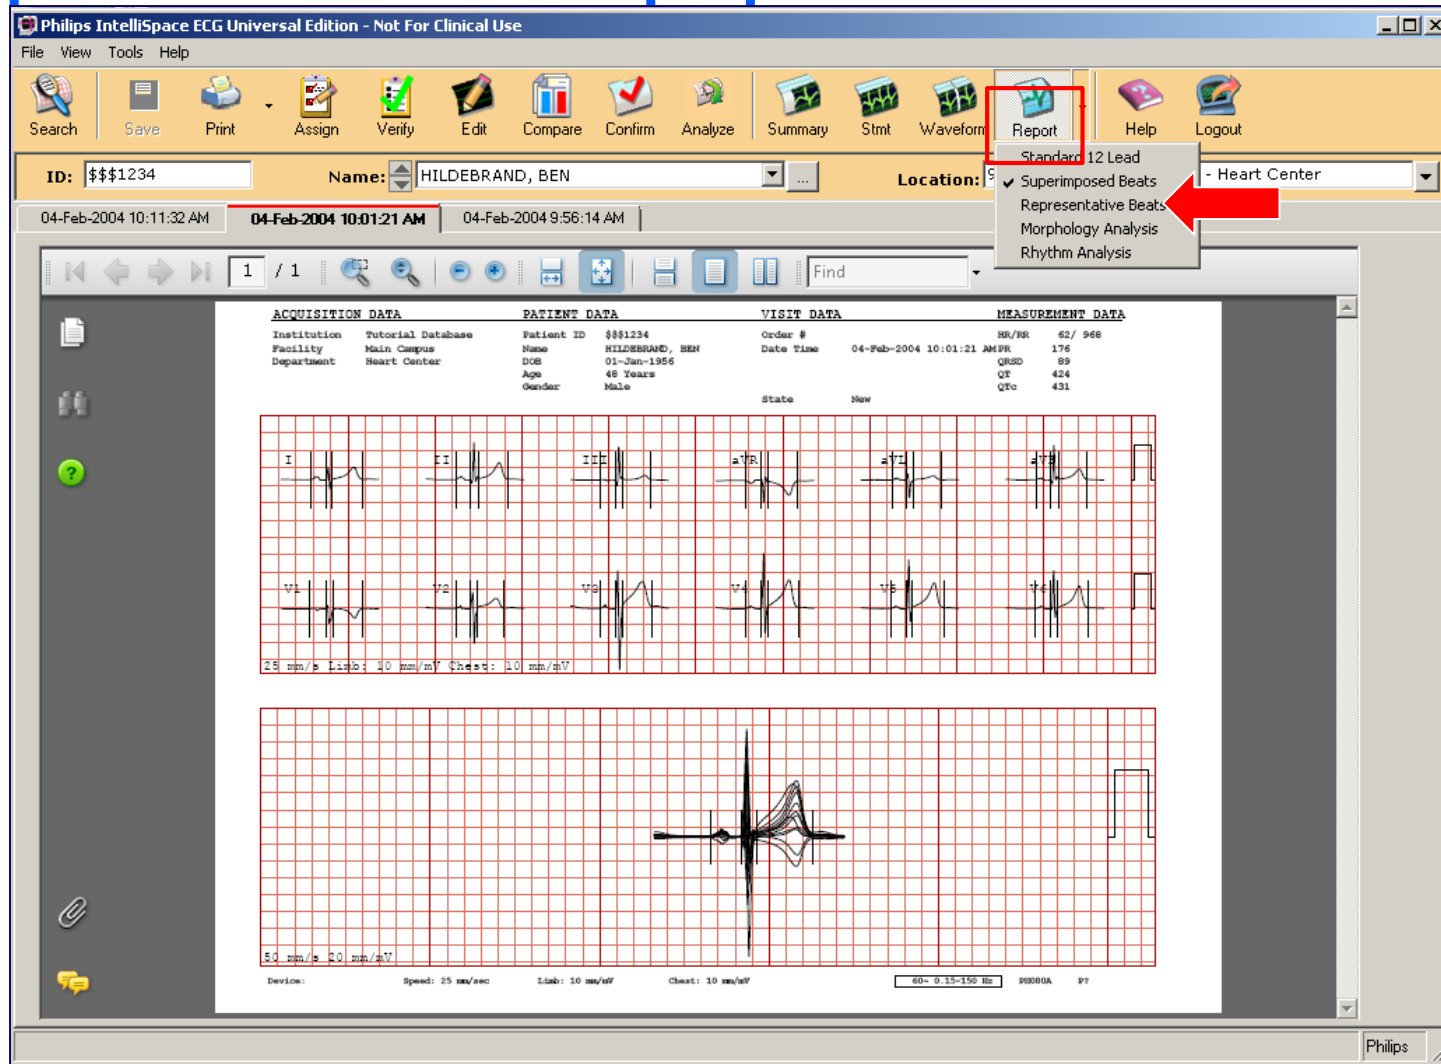 Philips IntelliSpace ECG Universal Edition - Not For Clinical Use
File View Tools Help
Search Save Print Assign Verify Edit Compare Confirm Analyze Summary Stmt Waveform Report Help Logout
Standard 12 Lead
Superimposed Beats
Representative Beats
Morphology Analysis
Rhythm Analysis
ID: $$$1234 Name: HILDEBRAND, BEN ... Location: - Heart Center
04-Feb-2004 10:11:32 AM 04-Feb-2004 10:01:21 AM 04-Feb-2004 9:56:14 AM
1 / 1 Find
ACQUISITION DATA PATIENT DATA VISIT DATA MEASUREMENT DATA
Institution Tutorial Database Patient ID $$$1234 Order # HR/RR 62/ 968
Facility Main Campus Name HILDEBRAND, BEN Date Time 04-Feb-2004 10:01:21 AM PR 176
Department Heart Center DOB 01-Jan-1956 QRSD 89
Age 48 Years QT 424
Gender Male QTc 431
State New
I II III aVR aVL aVF
V1 V2 V3 V4 V5 V6
25 mm/s Limb: 10 mm/mV Chest: 10 mm/mV
50 mm/s 20 mm/mV
Device: Speed: 25 mm/sec Limb: 10 mm/mV Chest: 10 mm/mV 60~ 0.15-150 Hz PH080A P?
Philips